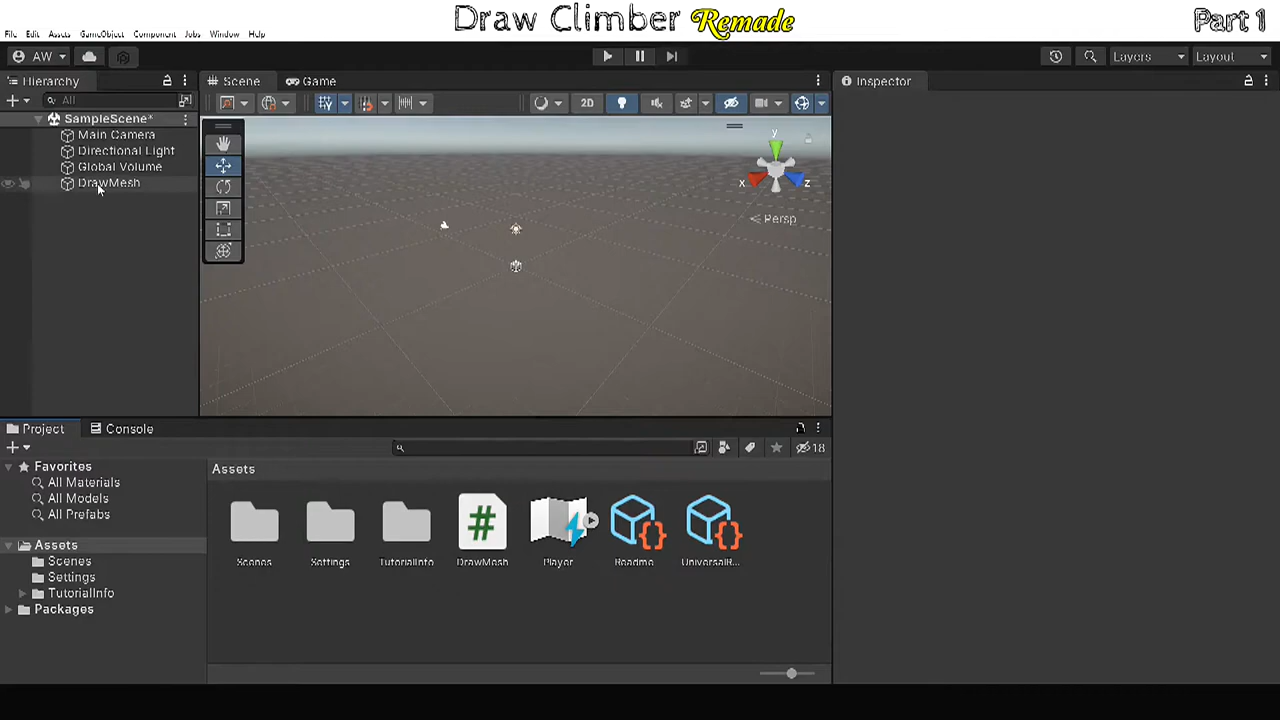 Draw Climber Remade
Part 1
File Edit Assets GameObject Component Jobs Window Help
AW
Layers
Layout
Hierarchy
Scene
Game
Inspector
All
2D
SampleScene*
Main Camera
Directional Light
Global Volume
DrawMesh
y
x
z
Persp
Project
Console
18
Favorites
All Materials
All Models
All Prefabs
Assets
Scenes
Settings
TutorialInfo
Packages
Assets
Scenes
Settings
TutorialInfo
DrawMesh
Player
Readme
UniversalR...